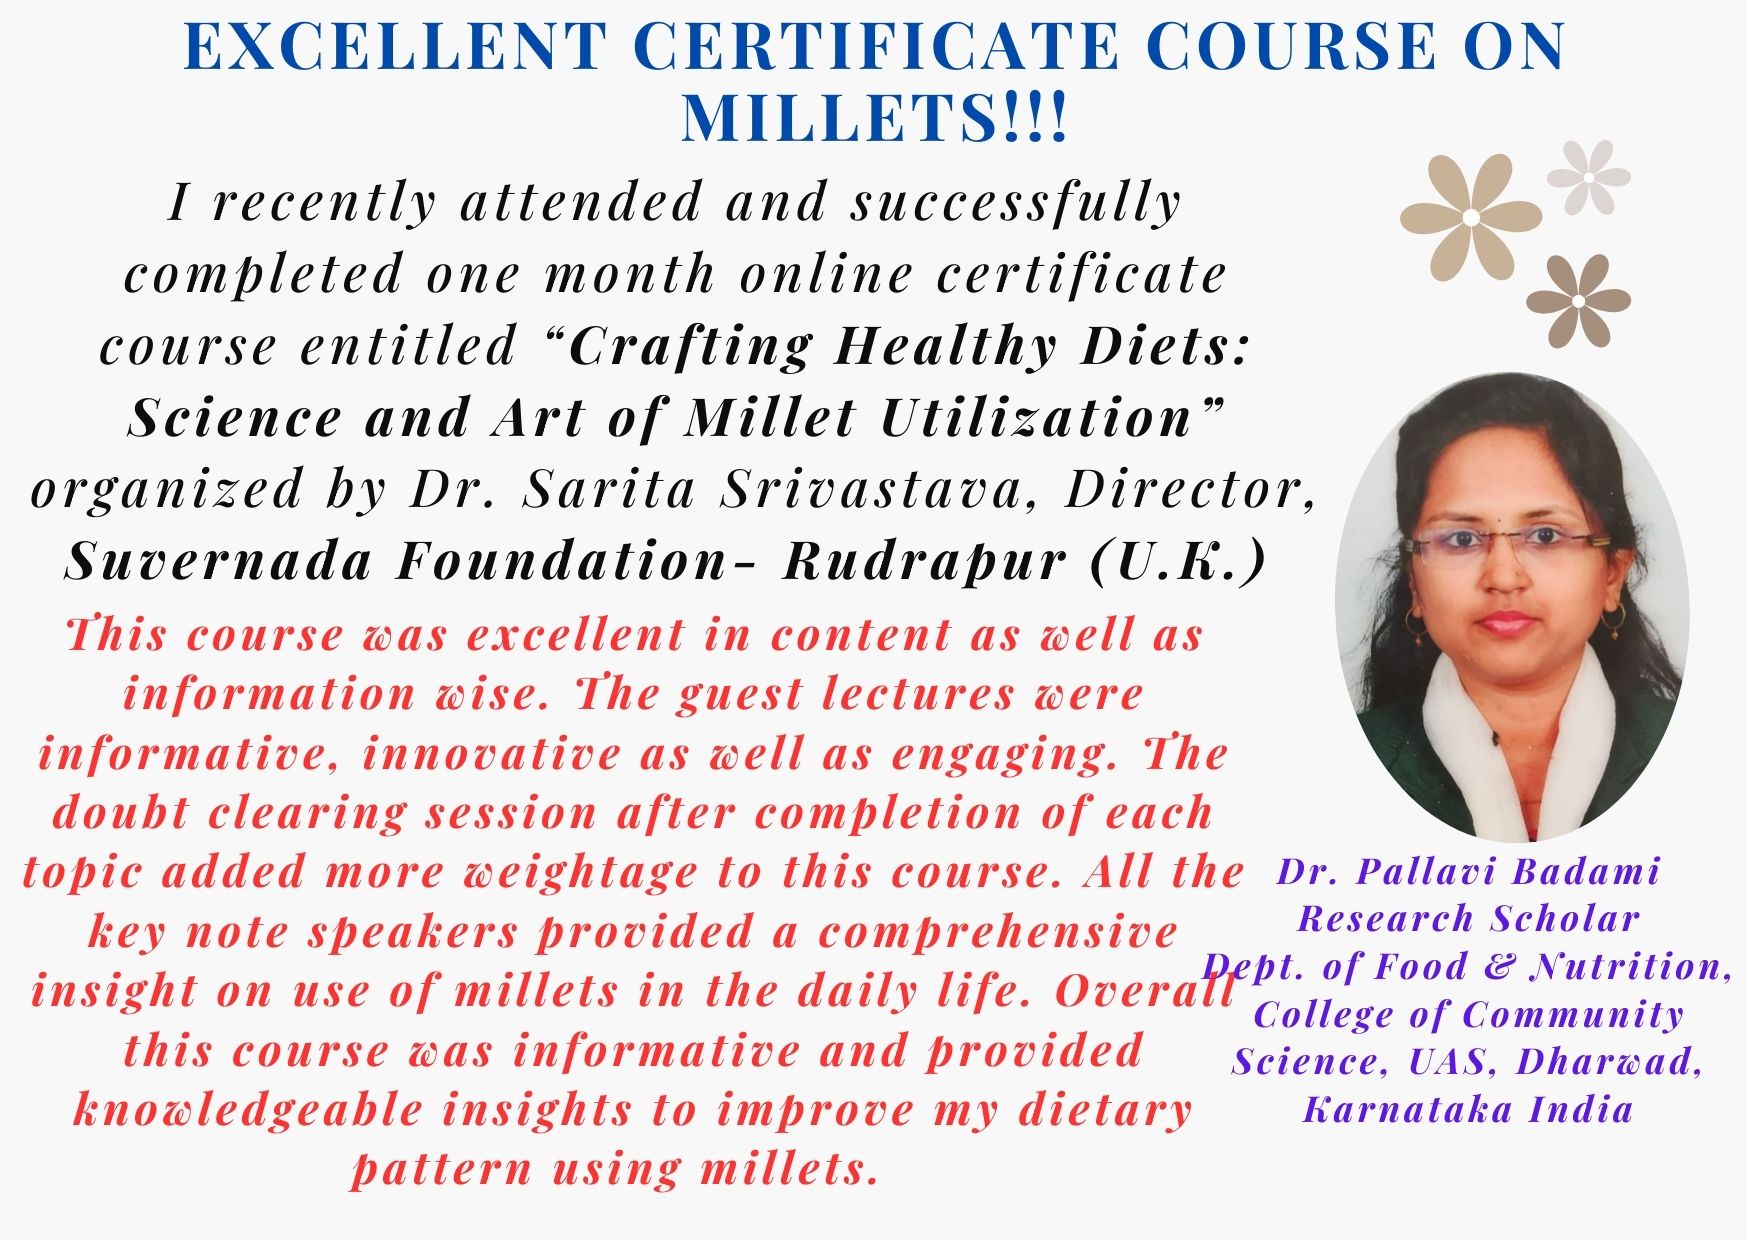 EXCELLENT CERTIFICATE COURSE ON
MILLETS!!!
I recently attended and successfully
completed one month online certificate
course entitled “Crafting Healthy Diets:
Science and Art of Millet Utilization”
organized by Dr. Sarita Srivastava, Director,
Suvernada Foundation- Rudrapur (U.K.)
This course was excellent in content as well as
information wise. The guest lectures were
informative, innovative as well as engaging. The
doubt clearing session after completion of each
topic added more weightage to this course. All the
key note speakers provided a comprehensive
insight on use of millets in the daily life. Overall
this course was informative and provided
knowledgeable insights to improve my dietary
pattern using millets.
Dr. Pallavi Badami
Research Scholar
Dept. of Food & Nutrition,
College of Community
Science, UAS, Dharwad,
Karnataka India